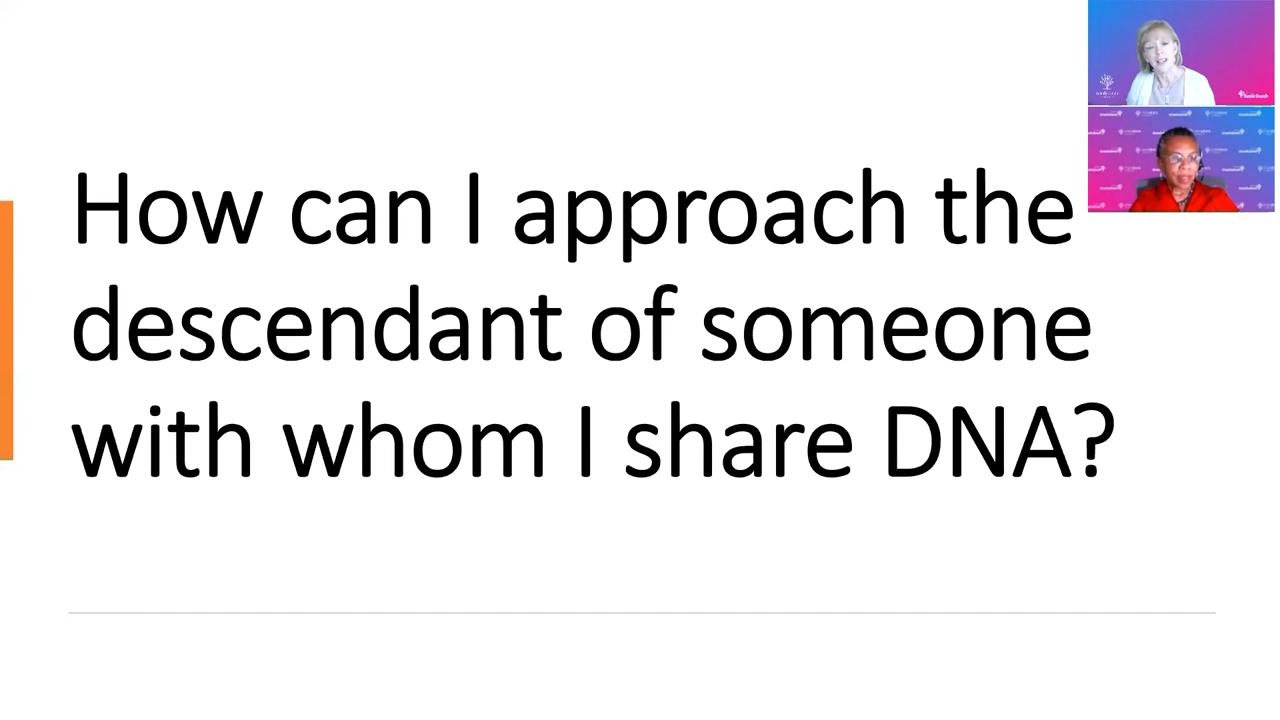 How can I approach the
descendant of someone
with whom I share DNA?